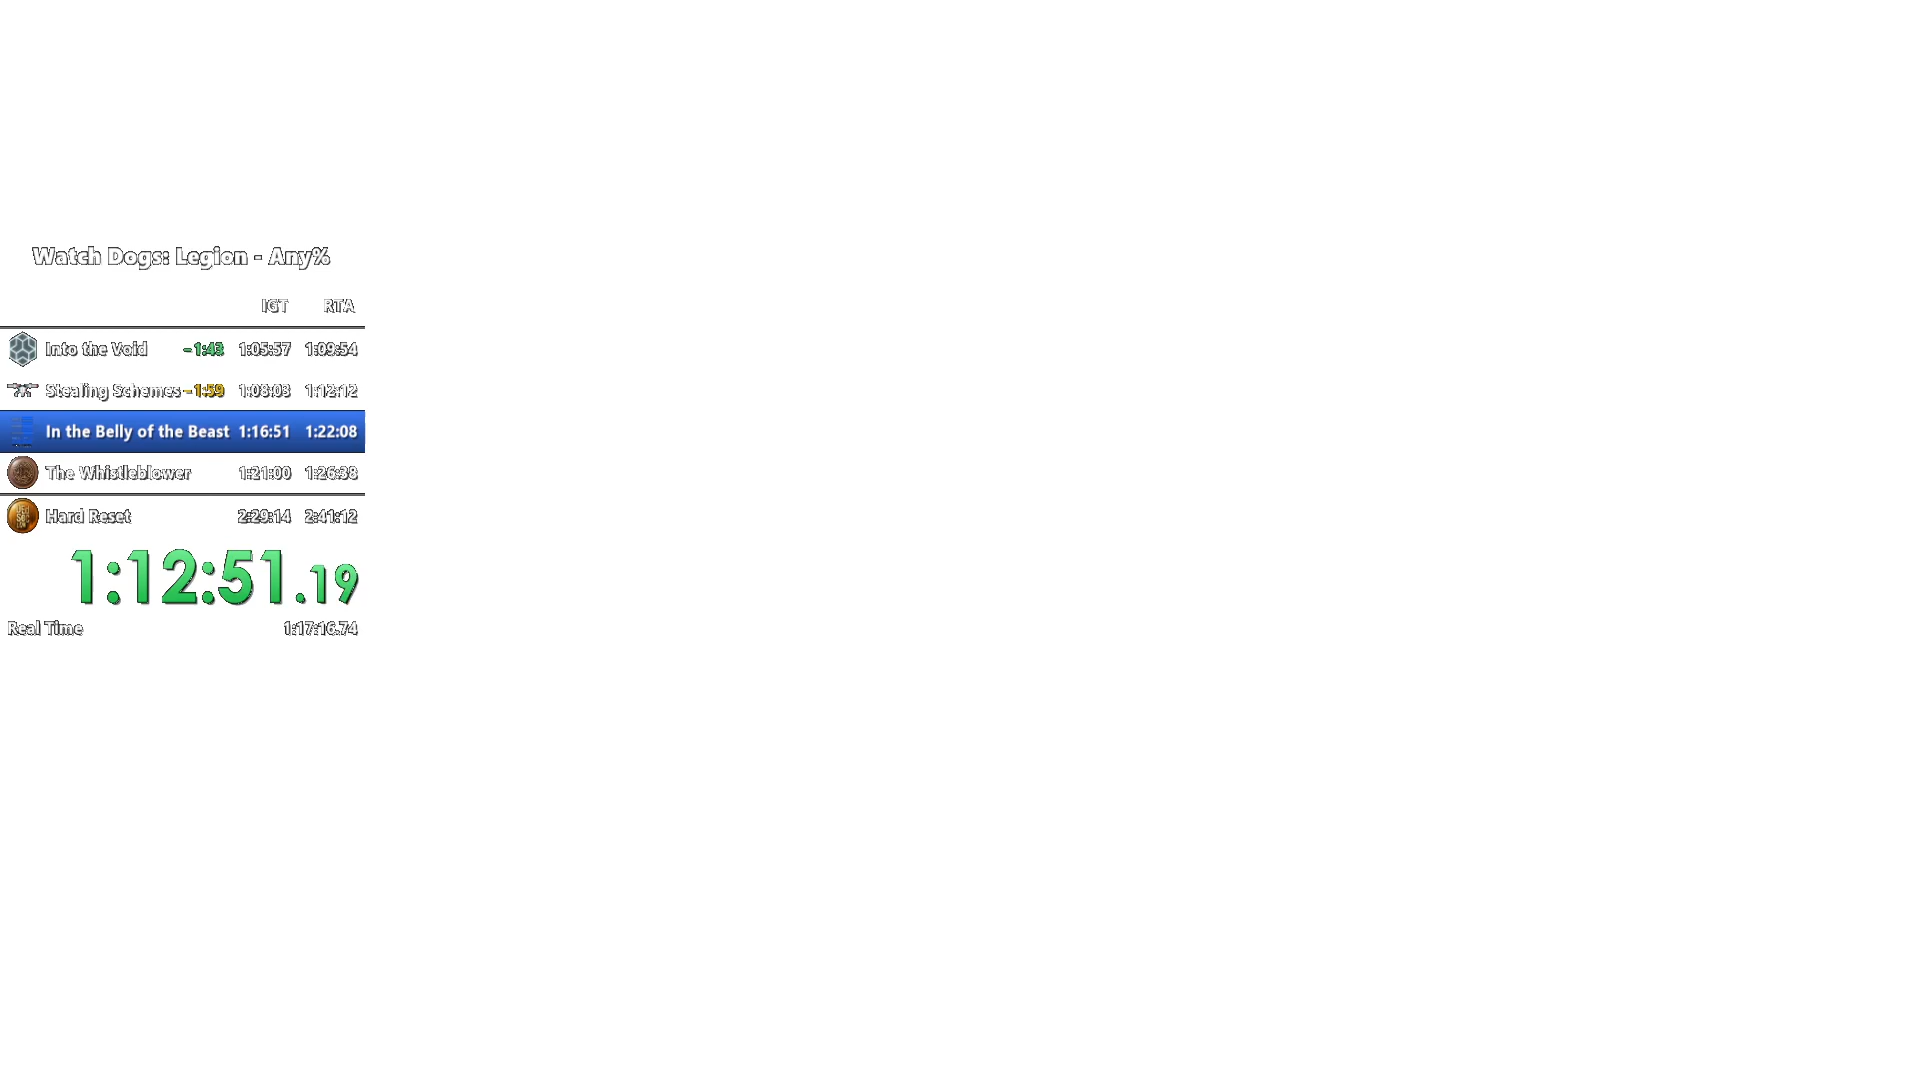 Watch Dogs: Legion - Any%
IGT RTA
Into the Void -1:43 1:05:57 1:09:54
Stealing Schemes -1:59 1:08:03 1:12:12
In the Belly of the Beast 1:16:51 1:22:08
The Whistleblower 1:21:00 1:26:38
Hard Reset 2:29:14 2:41:12
1:12:51.19
Real Time 1:17:16.74